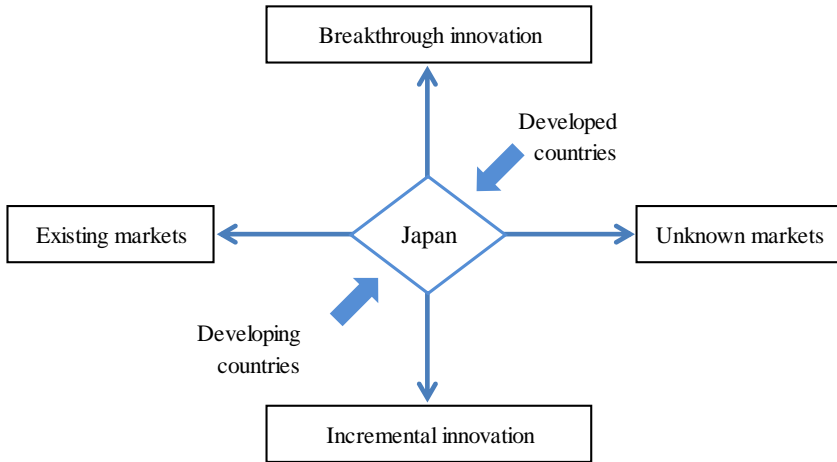 Breakthrough innovation
Developed
countries
Existing markets
Japan
Unknown markets
Developing
countries
Incremental innovation